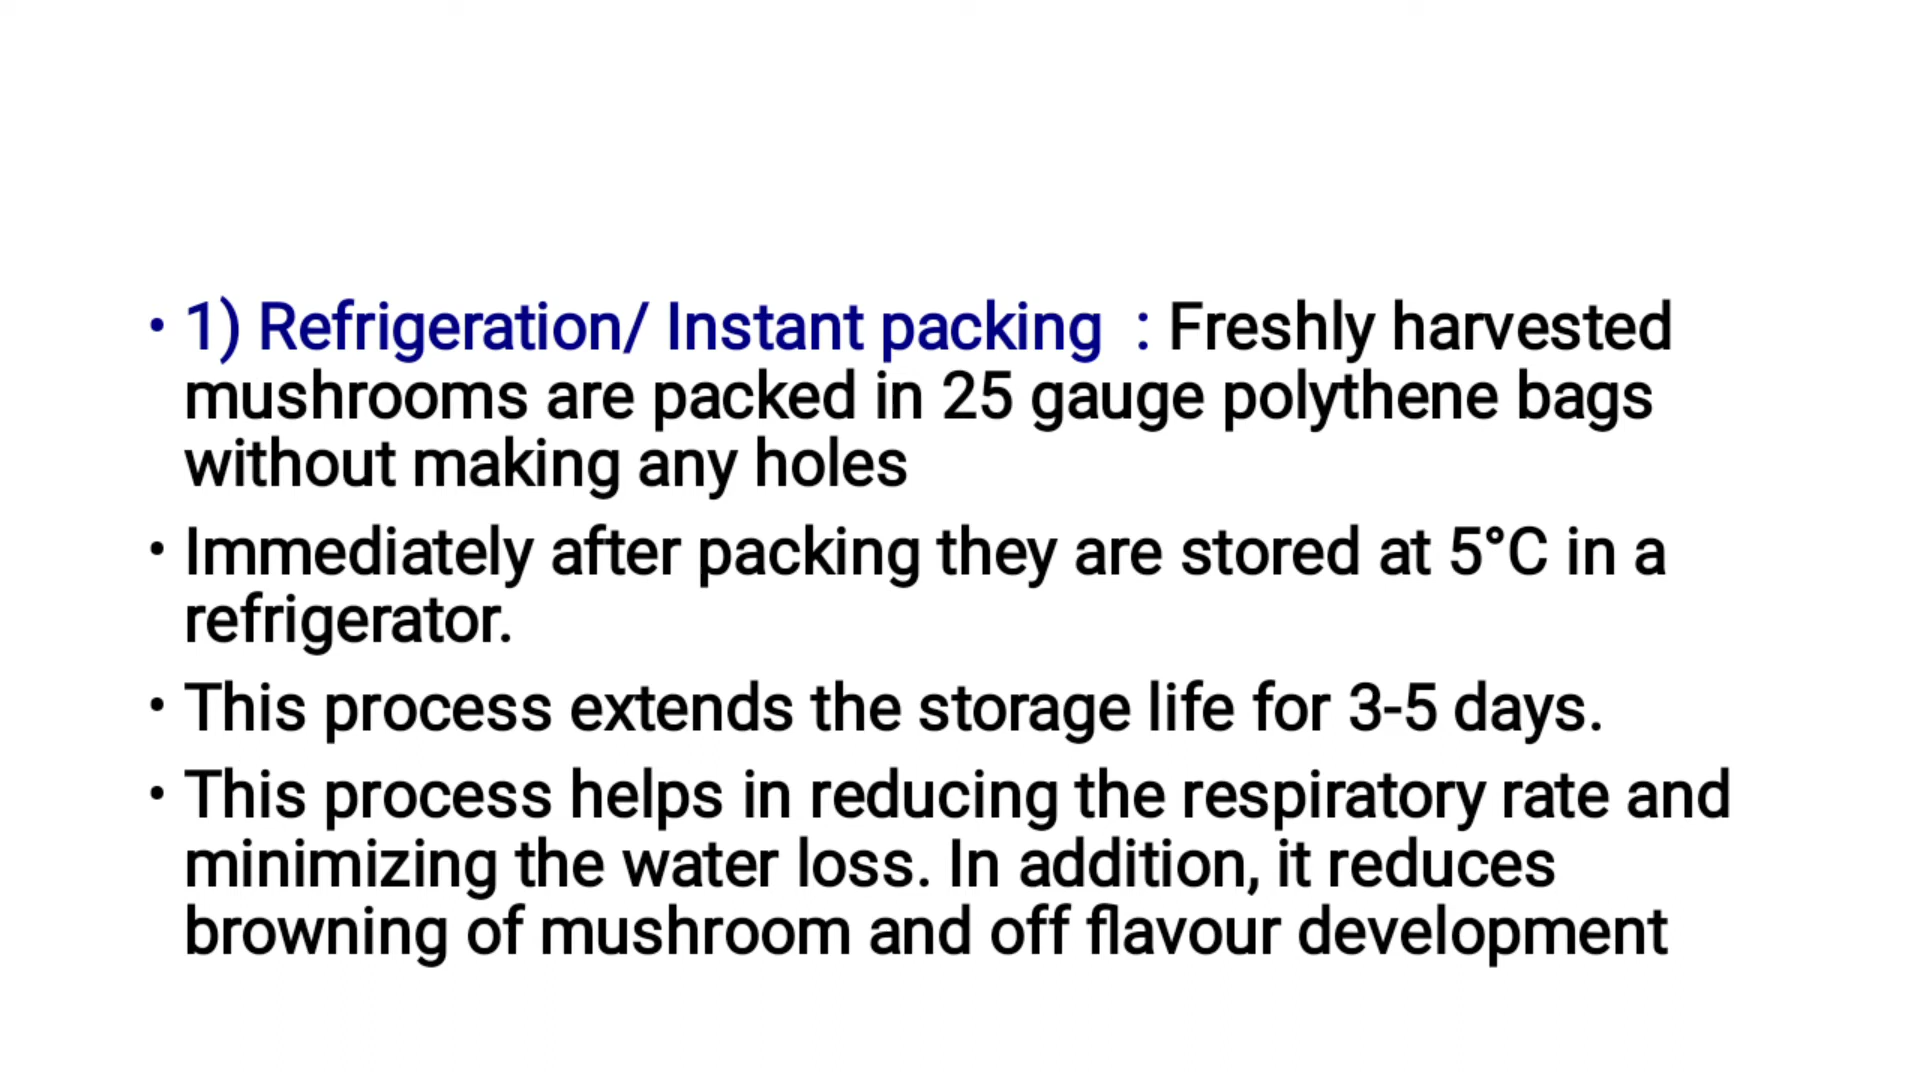 • 1) Refrigeration/ Instant packing  : Freshly harvested
mushrooms are packed in 25 gauge polythene bags
without making any holes
• Immediately after packing they are stored at 5°C in a
refrigerator.
• This process extends the storage life for 3-5 days.
• This process helps in reducing the respiratory rate and
minimizing the water loss. In addition, it reduces
browning of mushroom and off flavour development